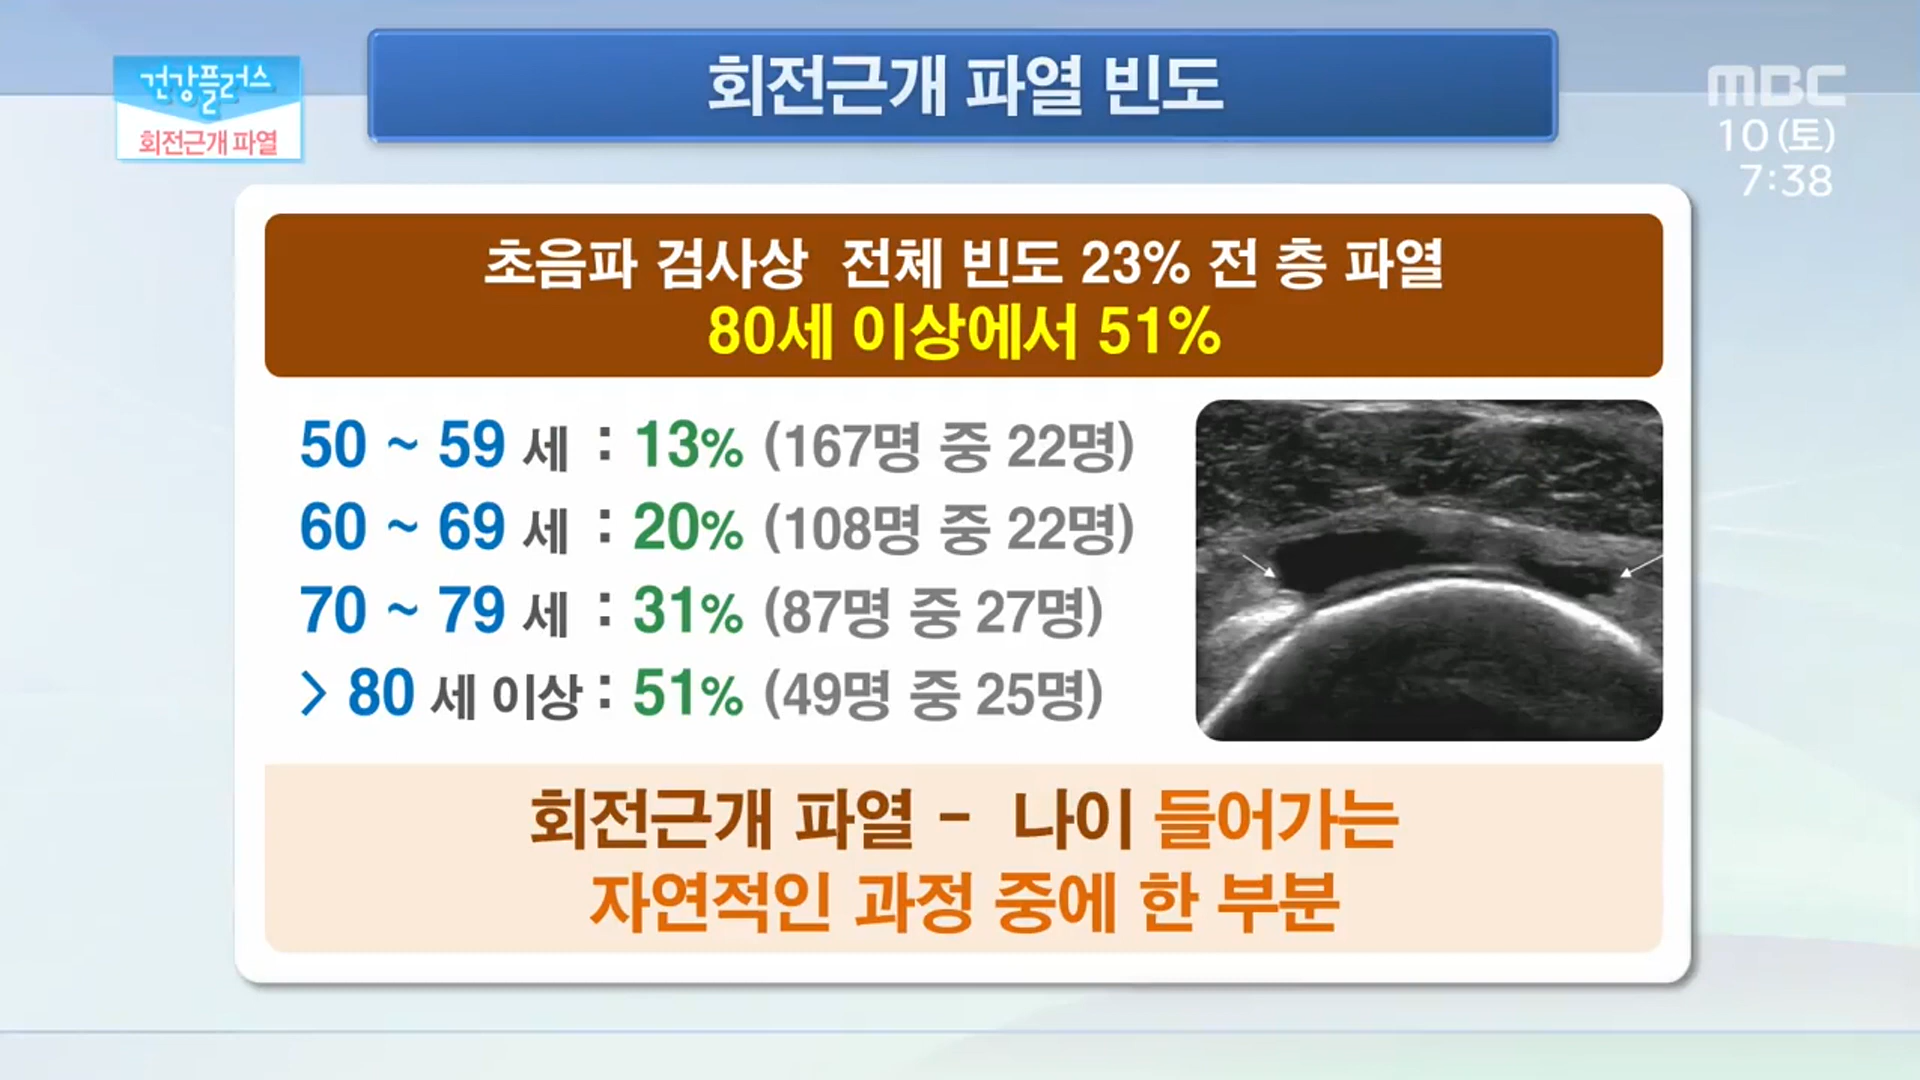 건강플러스
회전근개 파열
회전근개 파열 빈도
MBC
10(토)
7:38
초음파 검사상 전체 빈도 23% 전 층 파열
80세 이상에서 51%
50 ~ 59 세 : 13% (167명 중 22명)
60 ~ 69 세 : 20% (108명 중 22명)
70 ~ 79 세 : 31% (87명 중 27명)
> 80 세 이상 : 51% (49명 중 25명)
회전근개 파열 - 나이 들어가는
자연적인 과정 중에 한 부분